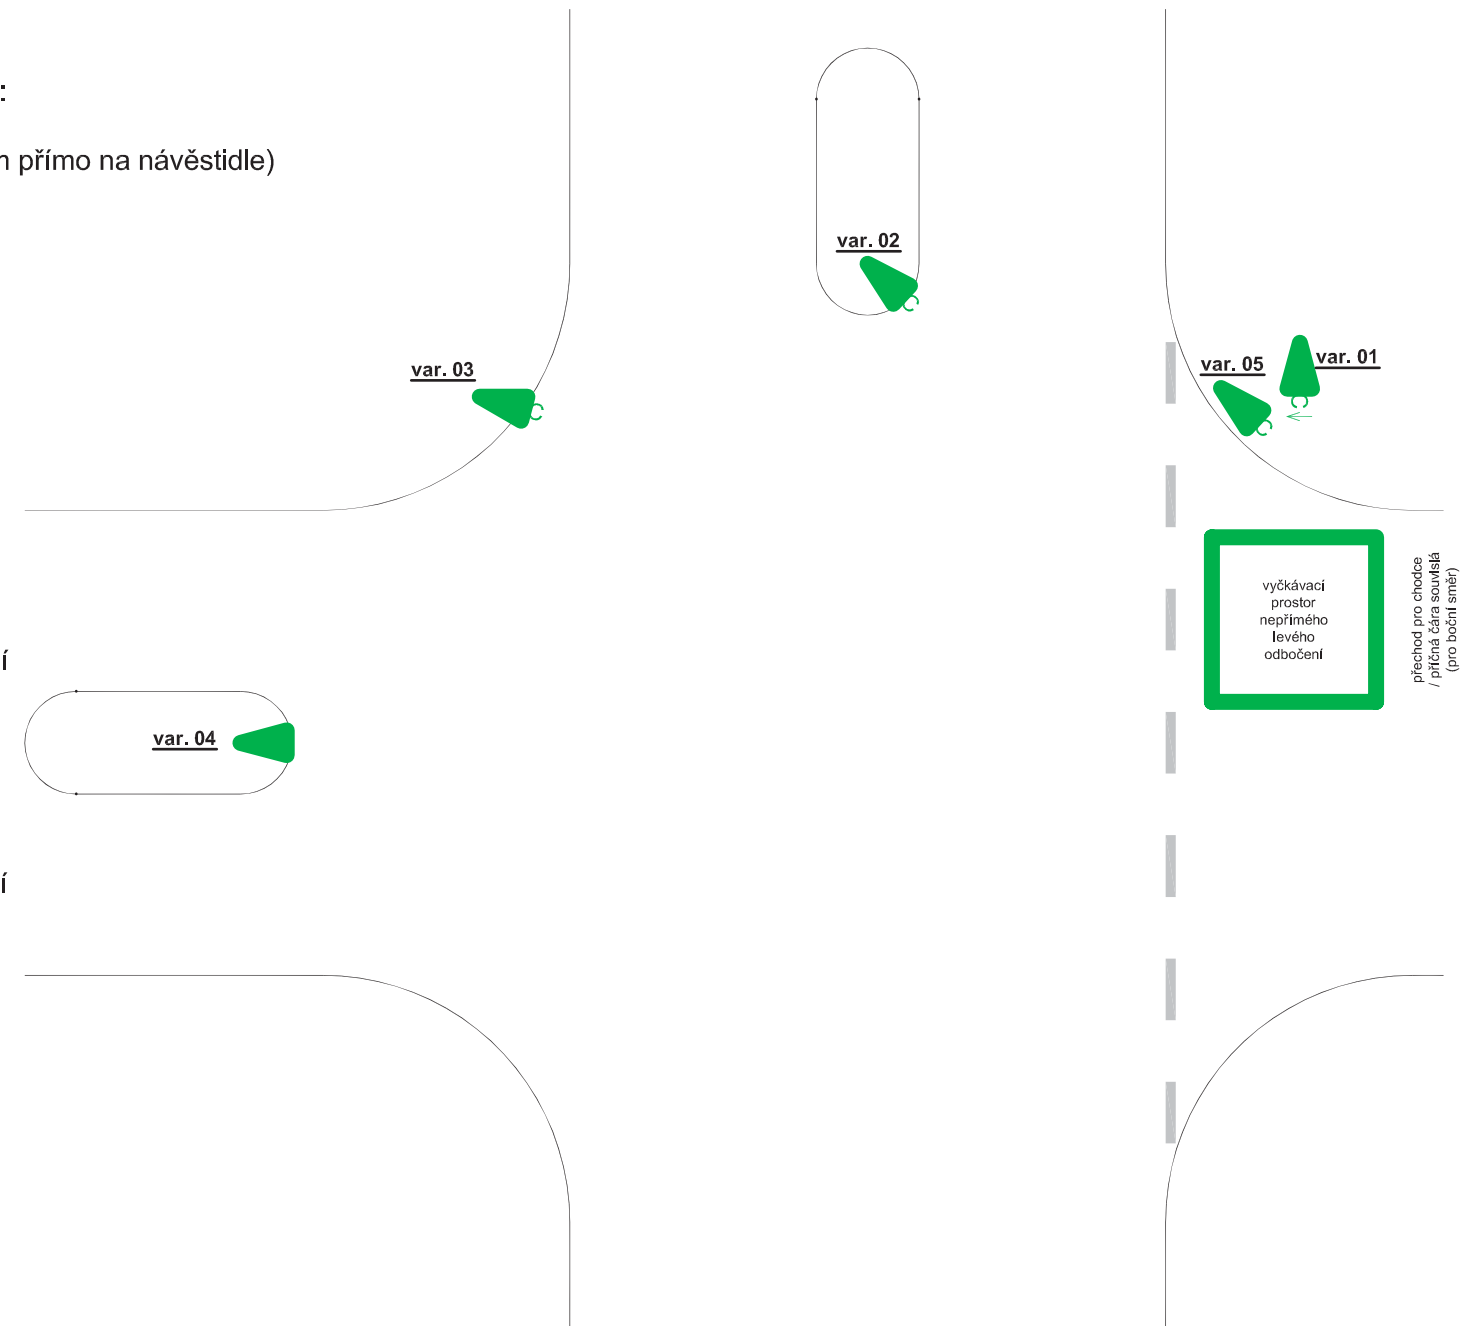 :
přímo na návěstidle)
var. 02
var. 03
var. 05
var. 01
vyčkávací
prostor
nepřímého
levého
odbočení
přechod pro chodce
/ příčná čára souvislá
(pro boční směr)
í
var. 04
í